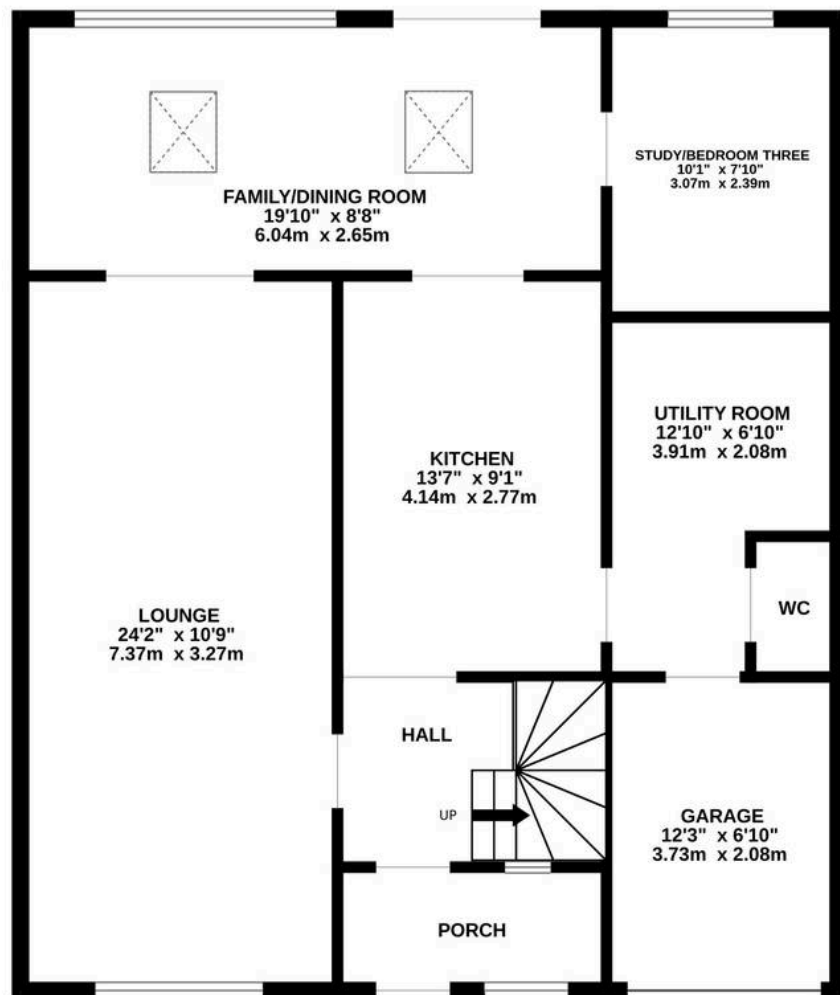 STUDY/BEDROOM THREE
10'1" x 7'10"
3.07m x 2.39m
FAMILY/DINING ROOM
19'10" x 8'8"
6.04m x 2.65m
UTILITY ROOM
12'10" x 6'10"
3.91m x 2.08m
KITCHEN
13'7" x 9'1"
4.14m x 2.77m
WC
LOUNGE
24'2" x 10'9"
7.37m x 3.27m
HALL
UP
GARAGE
12'3" x 6'10"
3.73m x 2.08m
PORCH